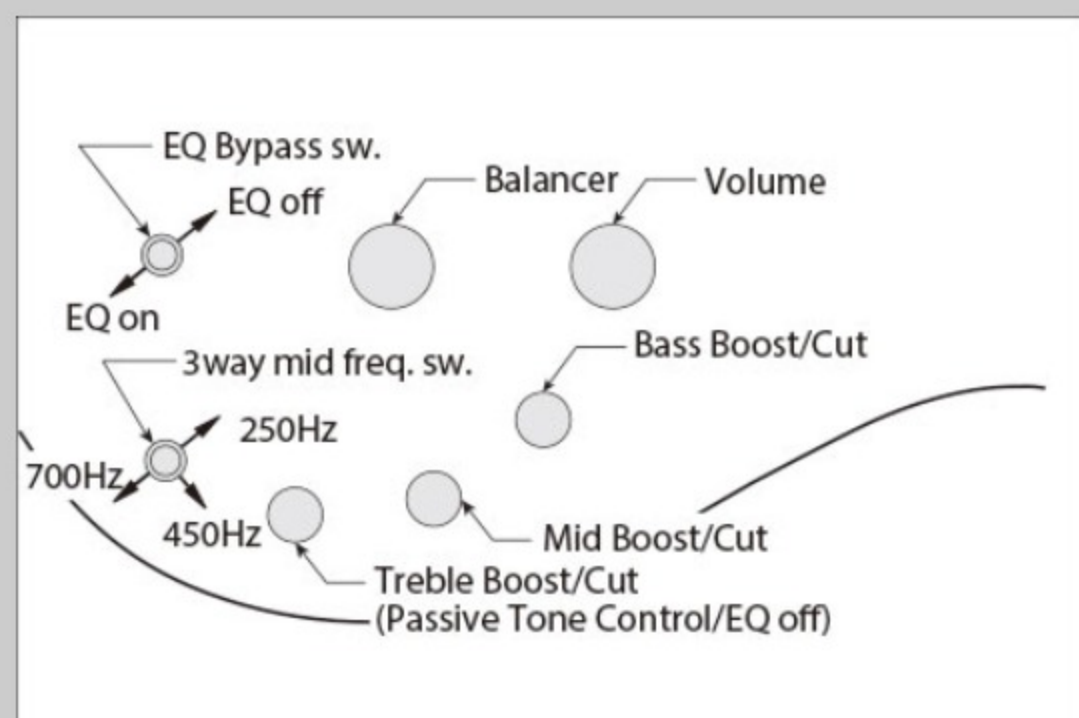 EQ Bypass sw.
EQ off
Balancer
Volume
EQ on
Bass Boost/Cut
3way mid freq. sw.
250Hz
700Hz
450Hz
Mid Boost/Cut
Treble Boost/Cut
(Passive Tone Control/EQ off)